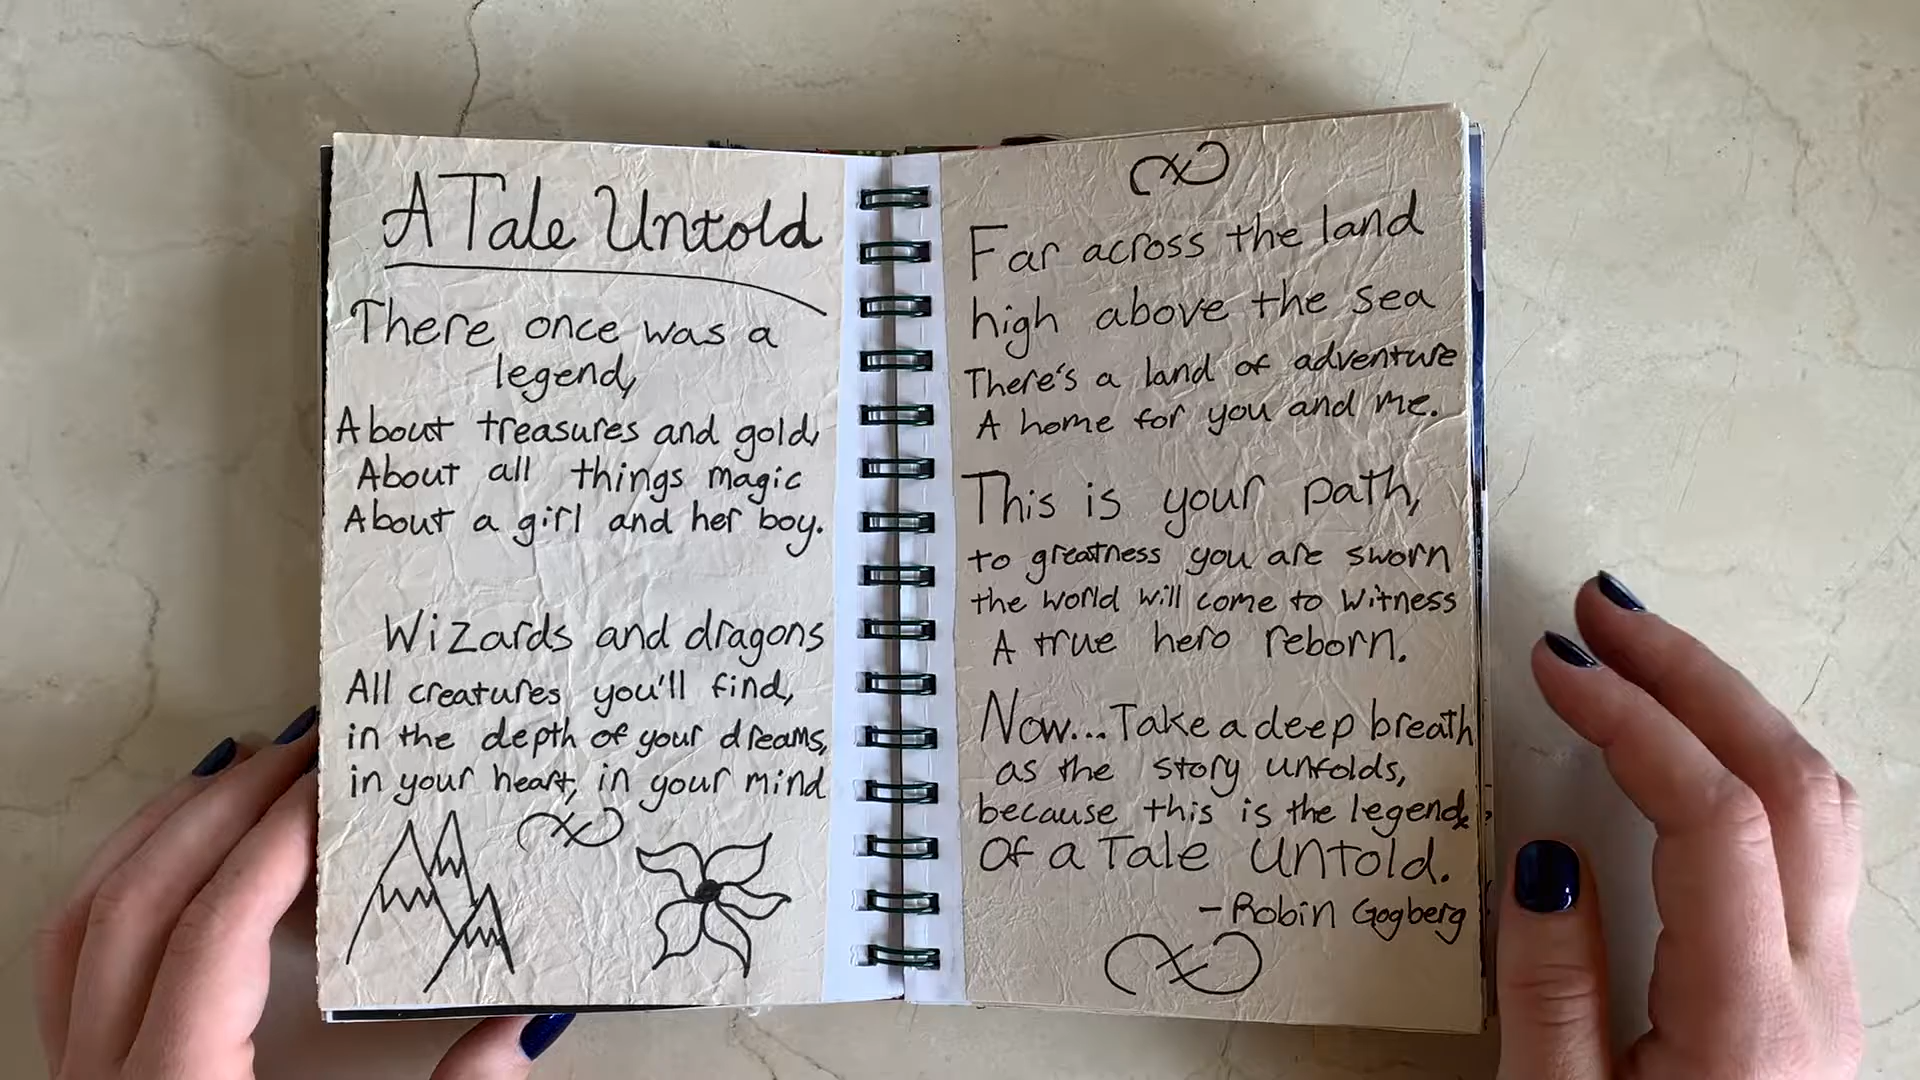 A Tale Untold
There once was a
legend,
About treasures and gold,
About all things magic
About a girl and her boy.
Wizards and dragons
All creatures you'll find,
in the depth of your dreams,
in your heart, in your mind
Far across the land
high above the sea
There's a land of adventure
A home for you and me.
This is your path,
to greatness you are sworn
the world will come to witness
A true hero reborn.
Now... Take a deep breath
as the story unfolds,
because this is the legend
Of a Tale Untold.
- Robin Gogberg